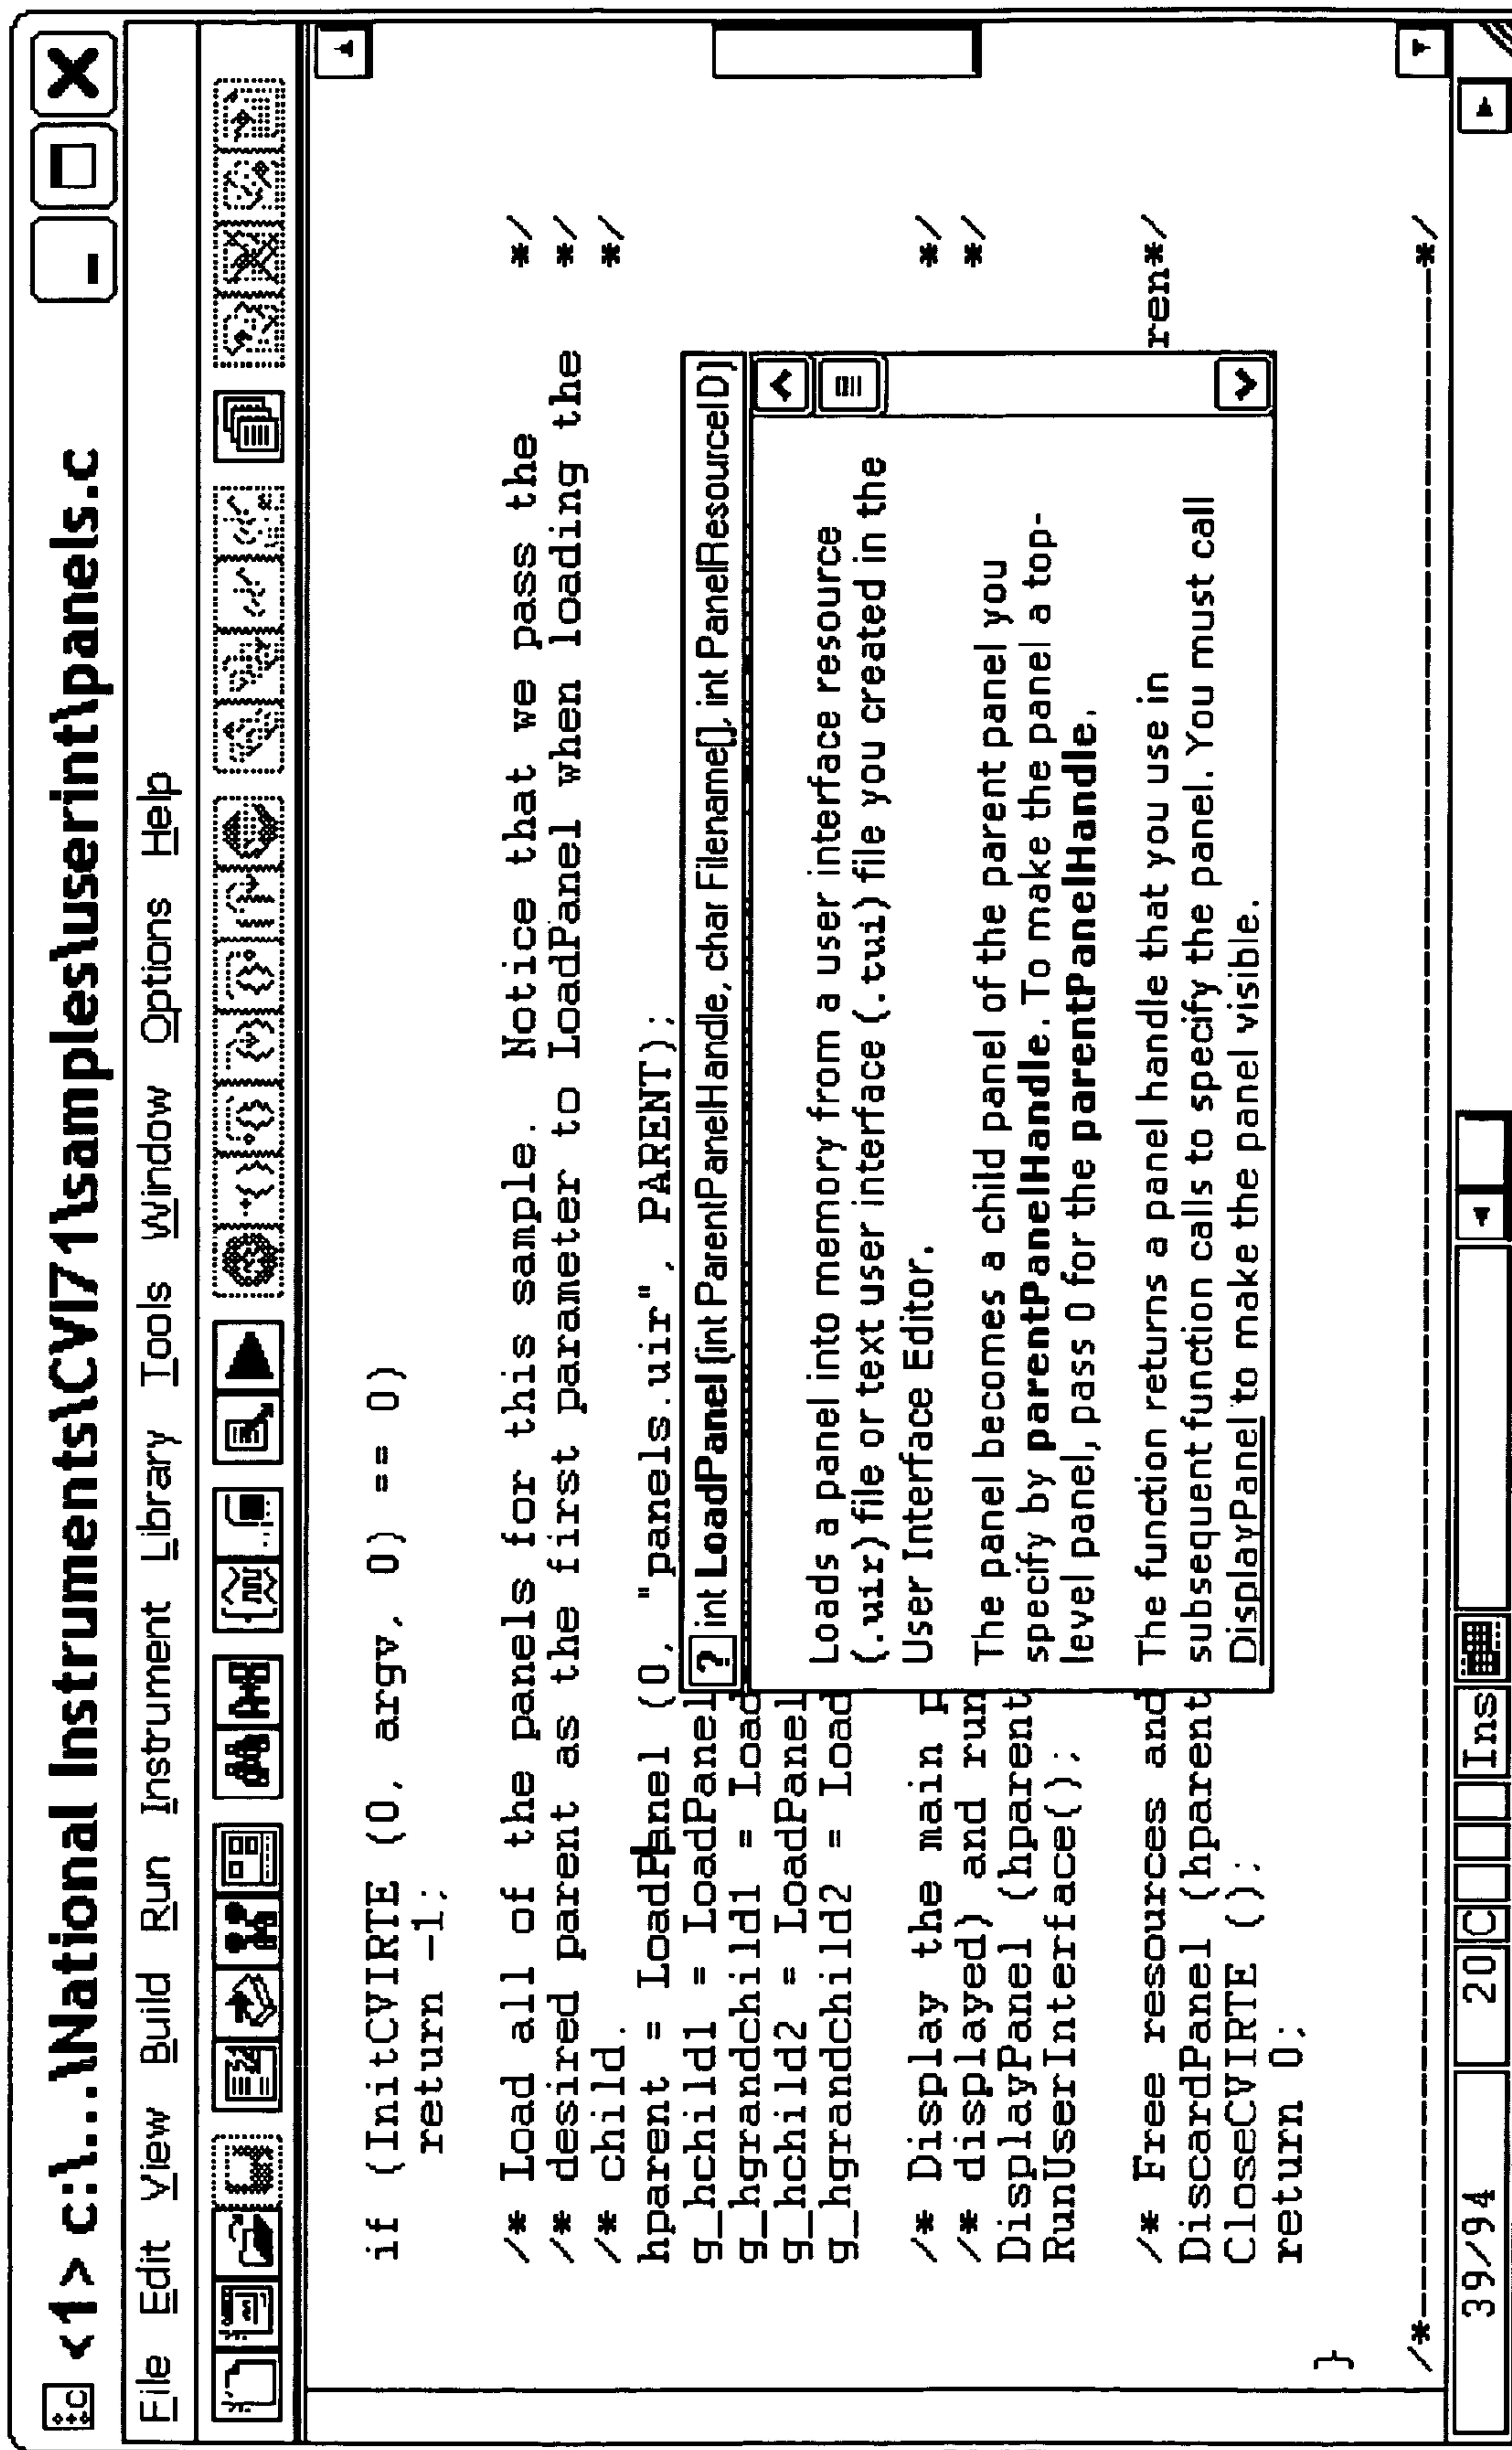 <1> c:\...\National Instruments\CVI71\samples\userint\panels.c
File Edit View Build Run Instrument Library Tools Window Options Help
if (InitCVIRTE (0, argv, 0) == 0)
return -1;
/* Load all of the panels for this sample. Notice that we pass the */
/* desired parent as the first parameter to LoadPanel when loading the */
/* child. */
hparent = LoadPanel (0, "panels.uir", PARENT);
g_hchild1 = LoadPanel
g_hgrandchild1 = Load
g_hchild2 = LoadPanel
g_hgrandchild2 = Load
? int LoadPanel (int ParentPanelHandle, char Filename[], int PanelResourceID)
Loads a panel into memory from a user interface resource
(.uir) file or text user interface (.tui) file you created in the
User Interface Editor.
The panel becomes a child panel of the parent panel you
specify by parentPanelHandle. To make the panel a top-
level panel, pass 0 for the parentPanelHandle.
The function returns a panel handle that you use in
subsequent function calls to specify the panel. You must call
DisplayPanel to make the panel visible.
/* Display the main p */
/* displayed) and run */
DisplayPanel (hparent
RunUserInterface();
/* Free resources and ren*/
DiscardPanel (hparent
CloseCVIRTE ();
return 0;
}
/*---------------------------------------------------------------------------*/
39/94 20 C Ins